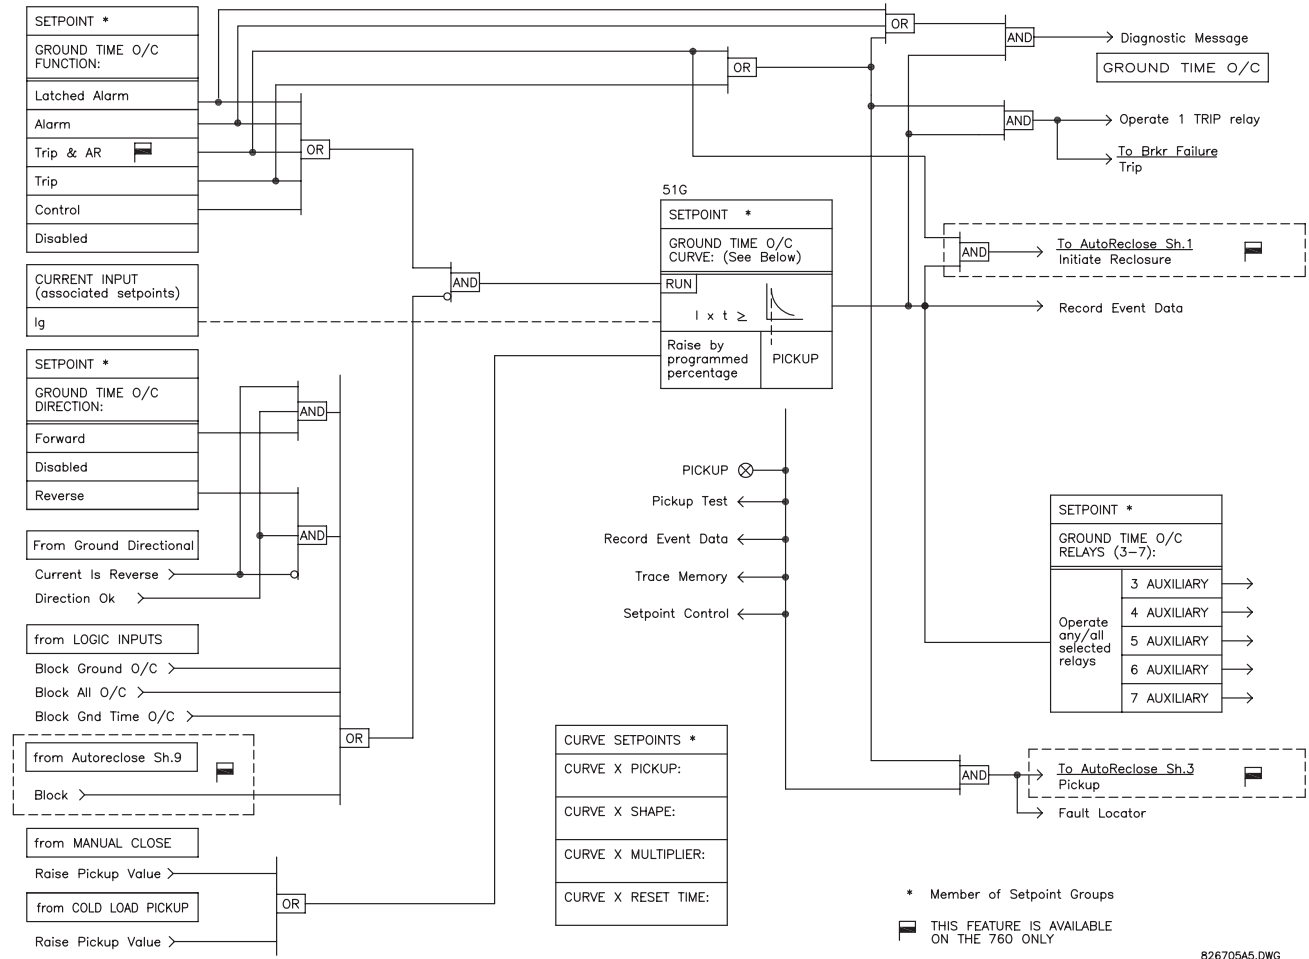 SETPOINT *
GROUND TIME O/C
FUNCTION:
Latched Alarm
Alarm
Trip & AR
Trip
Control
Disabled
OR
CURRENT INPUT
(associated setpoints)
Ig
AND
SETPOINT *
GROUND TIME O/C
DIRECTION:
Forward
Disabled
Reverse
AND
AND
From Ground Directional
Current Is Reverse
Direction Ok
from LOGIC INPUTS
Block Ground O/C
Block All O/C
Block Gnd Time O/C
OR
from Autoreclose Sh.9
Block
from MANUAL CLOSE
Raise Pickup Value
from COLD LOAD PICKUP
Raise Pickup Value
OR
OR
OR
AND
Diagnostic Message
GROUND TIME O/C
AND
Operate 1 TRIP relay
To Brkr Failure
Trip
51G
SETPOINT *
GROUND TIME O/C
CURVE: (See Below)
RUN
I x t ≥
Raise by
programmed
percentage
PICKUP
AND
To AutoReclose Sh.1
Initiate Reclosure
Record Event Data
PICKUP
Pickup Test
Record Event Data
Trace Memory
Setpoint Control
SETPOINT *
GROUND TIME O/C
RELAYS (3-7):
Operate
any/all
selected
relays
3 AUXILIARY
4 AUXILIARY
5 AUXILIARY
6 AUXILIARY
7 AUXILIARY
CURVE SETPOINTS *
CURVE X PICKUP:
CURVE X SHAPE:
CURVE X MULTIPLIER:
CURVE X RESET TIME:
AND
To AutoReclose Sh.3
Pickup
Fault Locator
* Member of Setpoint Groups
THIS FEATURE IS AVAILABLE
ON THE 760 ONLY
826705A5.DWG